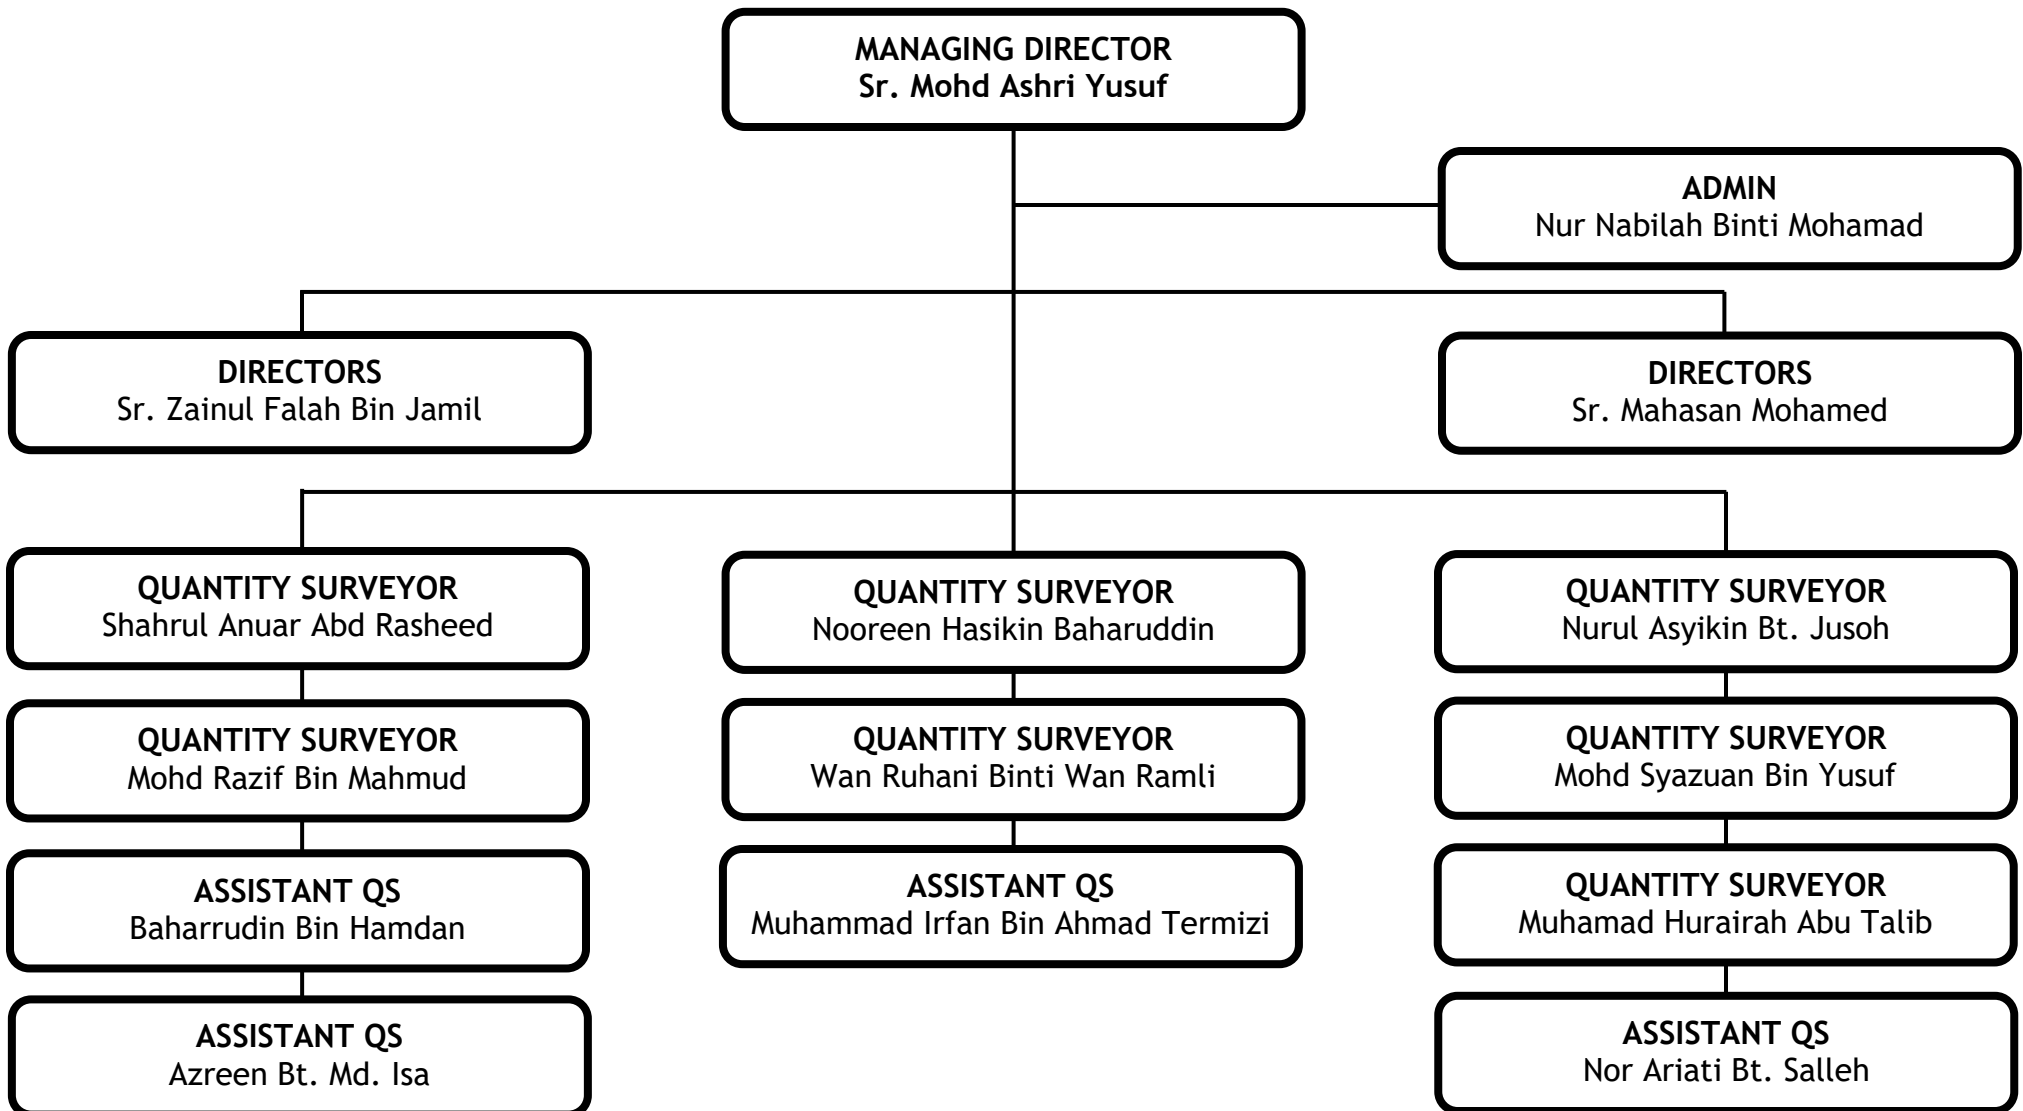 MANAGING DIRECTOR
Sr. Mohd Ashri Yusuf
ADMIN
Nur Nabilah Binti Mohamad
DIRECTORS
Sr. Zainul Falah Bin Jamil
DIRECTORS
Sr. Mahasan Mohamed
QUANTITY SURVEYOR
Shahrul Anuar Abd Rasheed
QUANTITY SURVEYOR
Nooreen Hasikin Baharuddin
QUANTITY SURVEYOR
Nurul Asyikin Bt. Jusoh
QUANTITY SURVEYOR
Mohd Razif Bin Mahmud
QUANTITY SURVEYOR
Wan Ruhani Binti Wan Ramli
QUANTITY SURVEYOR
Mohd Syazuan Bin Yusuf
ASSISTANT QS
Baharrudin Bin Hamdan
ASSISTANT QS
Muhammad Irfan Bin Ahmad Termizi
QUANTITY SURVEYOR
Muhamad Hurairah Abu Talib
ASSISTANT QS
Azreen Bt. Md. Isa
ASSISTANT QS
Nor Ariati Bt. Salleh